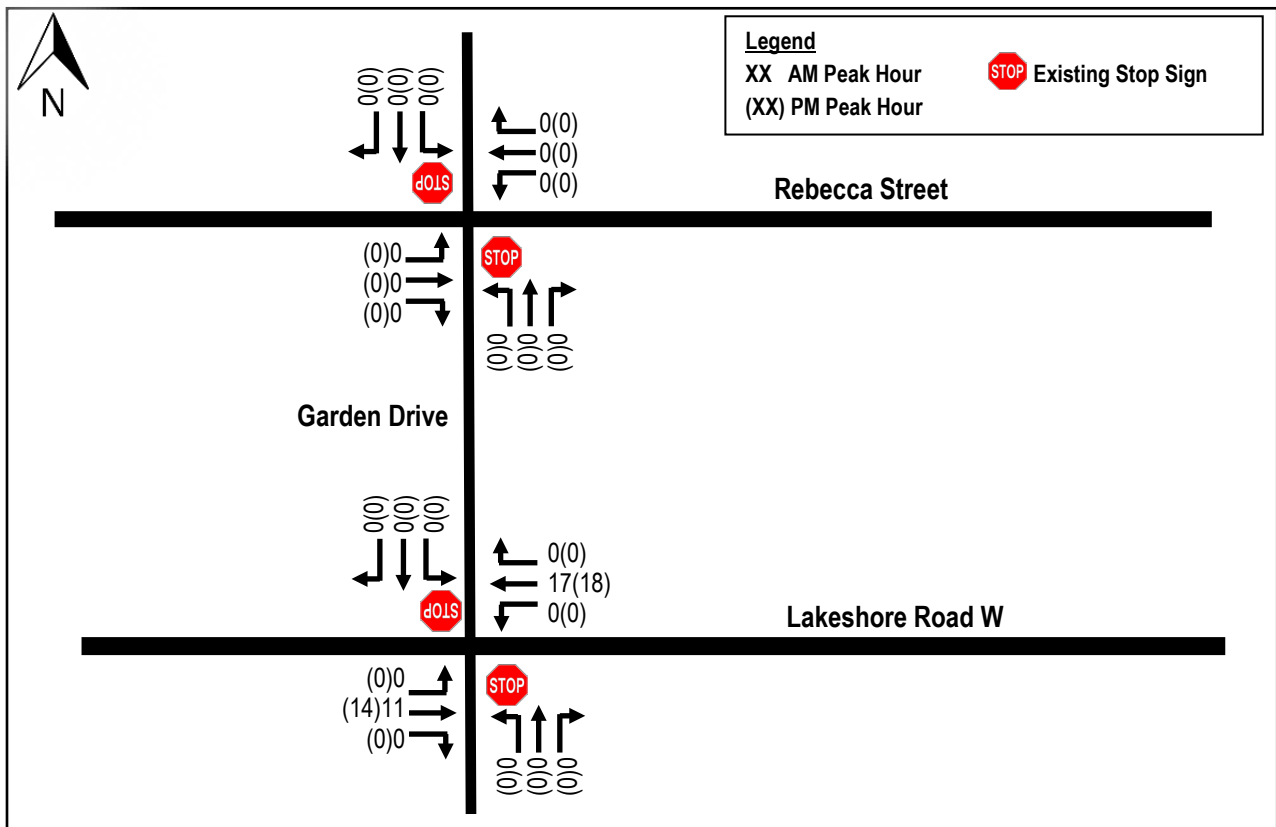 N
Legend
XX AM Peak Hour
(XX) PM Peak Hour
STOP Existing Stop Sign
0(0) 0(0) 0(0)
0(0)
0(0)
0(0)
STOP
Rebecca Street
(0)0
(0)0
(0)0
STOP
0(0) 0(0) 0(0)
Garden Drive
0(0) 0(0) 0(0)
0(0)
17(18)
0(0)
STOP
Lakeshore Road W
(0)0
(14)11
(0)0
STOP
0(0) 0(0) 0(0)